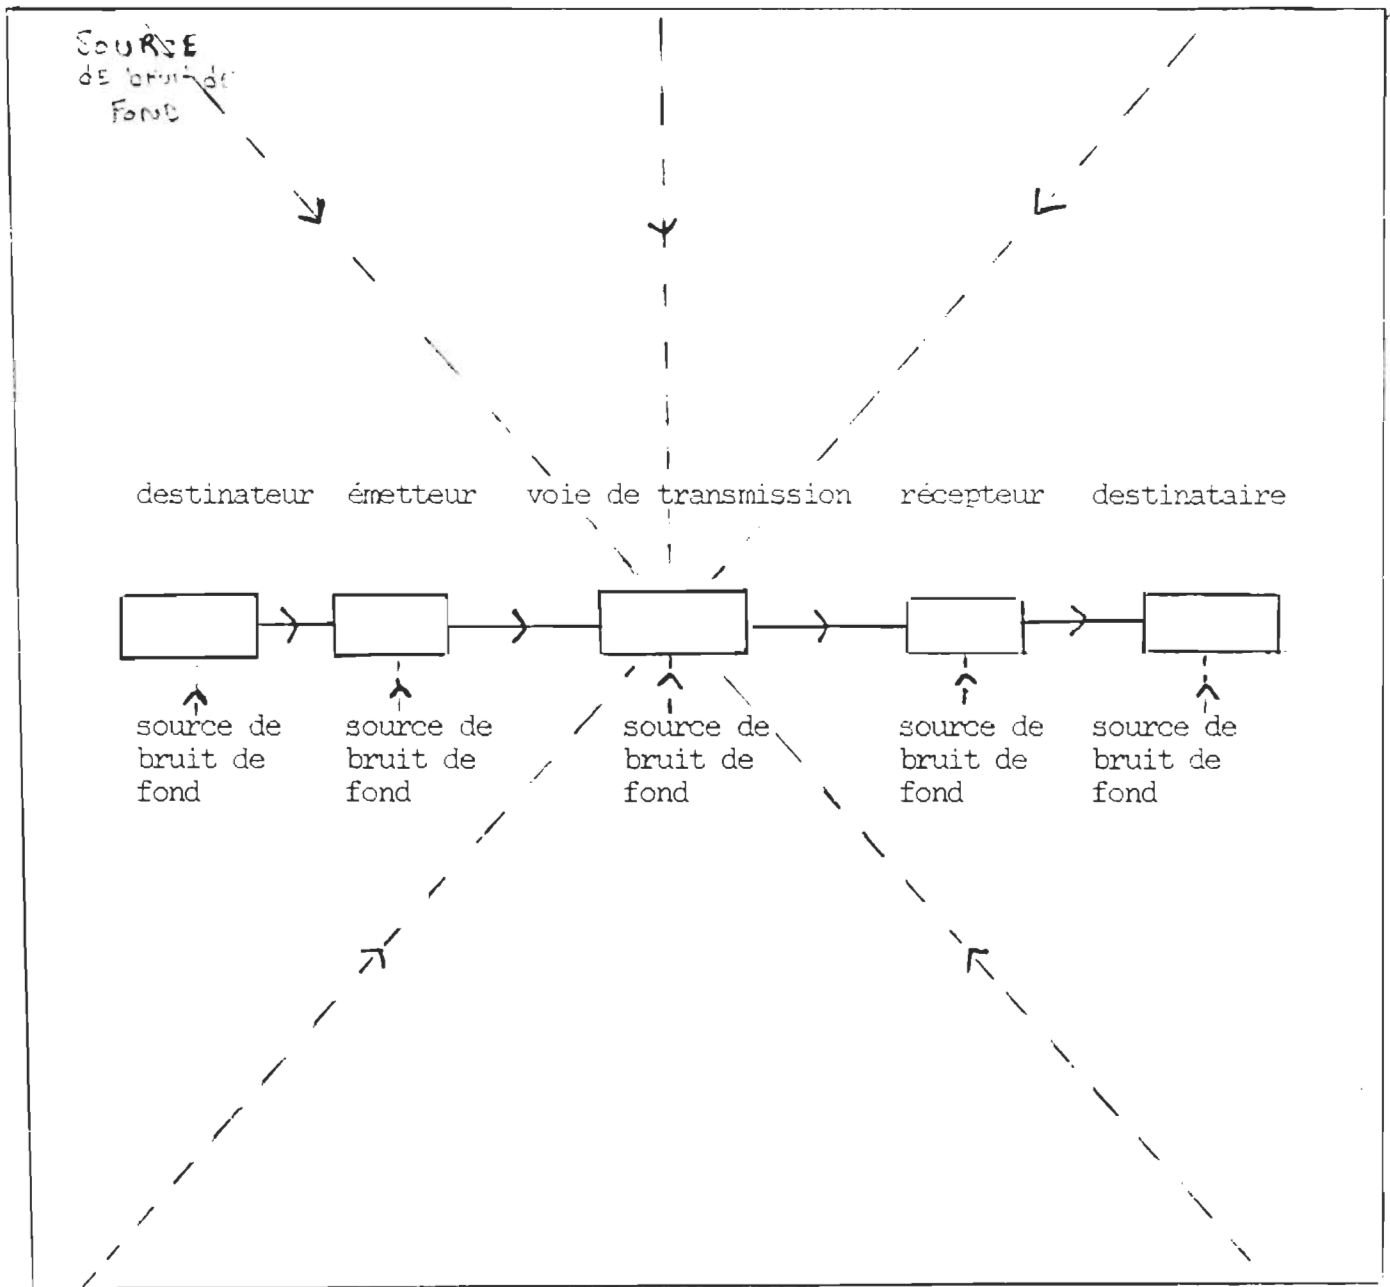 SOURCE
de bruit de
FOND
destinateur émetteur voie de transmission récepteur destinataire
source de bruit de fond
source de bruit de fond
source de bruit de fond
source de bruit de fond
source de bruit de fond